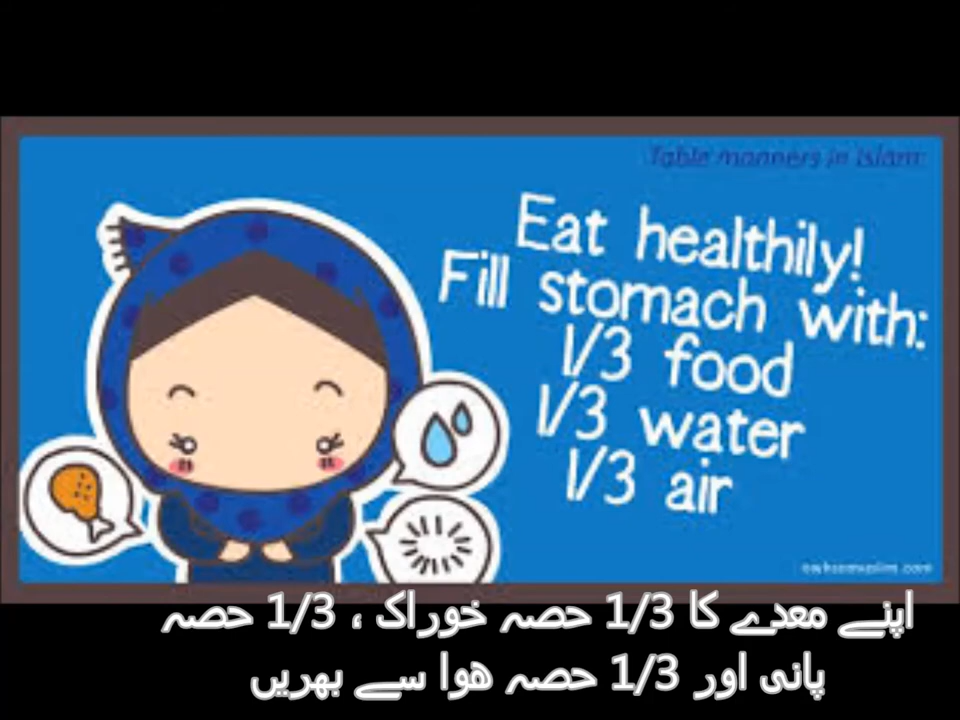 Table manners in Islam:
Eat healthily!
Fill stomach with:
1/3 food
1/3 water
1/3 air
اپنے معدے کا 1/3 حصہ خوراک ، 1/3 حصہ
پانی اور 1/3 حصہ ھوا سے بھریں